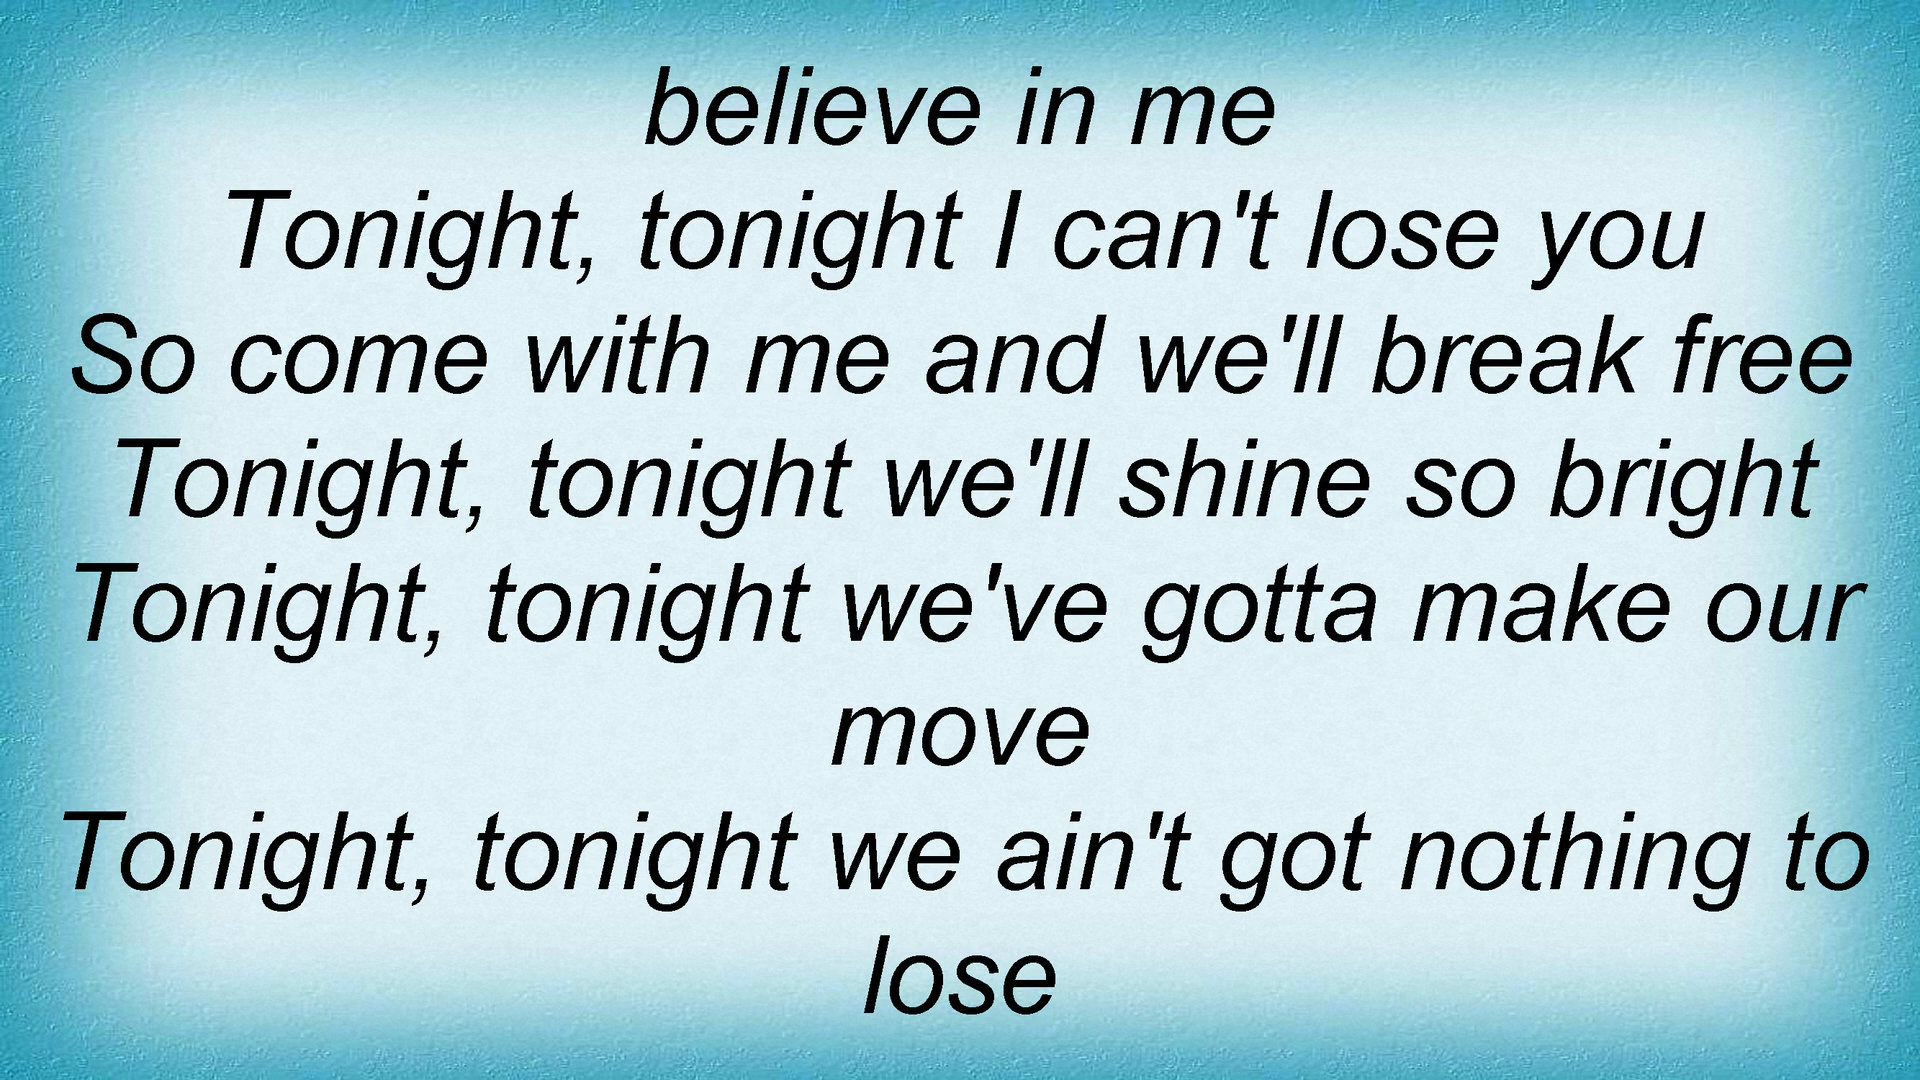 believe in me
Tonight, tonight I can't lose you
So come with me and we'll break free
Tonight, tonight we'll shine so bright
Tonight, tonight we've gotta make our
move
Tonight, tonight we ain't got nothing to
lose